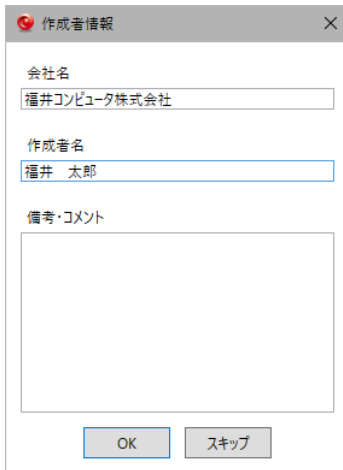 作成者情報
会社名
福井コンピュータ株式会社
作成者名
福井　太郎
備考・コメント
OK スキップ